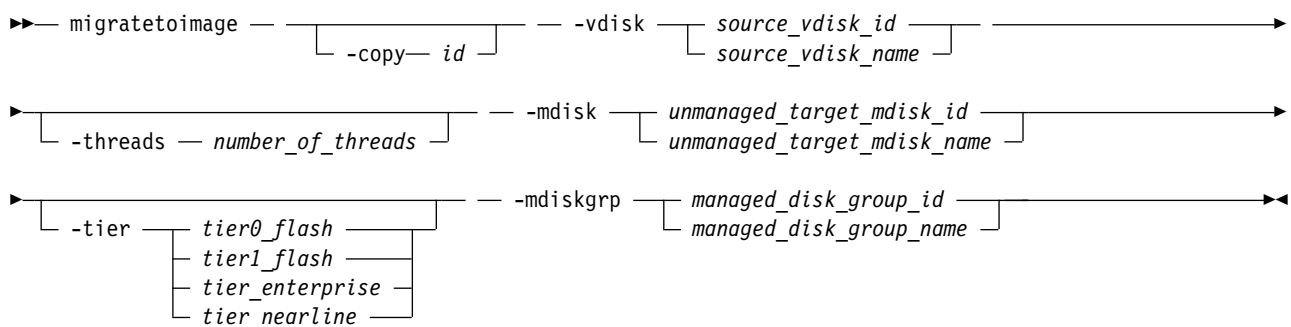 migratetoimage -copy id -vdisk source_vdisk_id
source_vdisk_name
-threads number_of_threads -mdisk unmanaged_target_mdisk_id
unmanaged_target_mdisk_name
-tier tier0_flash -mdiskgrp managed_disk_group_id
tier1_flash managed_disk_group_name
tier_enterprise
tier_nearline